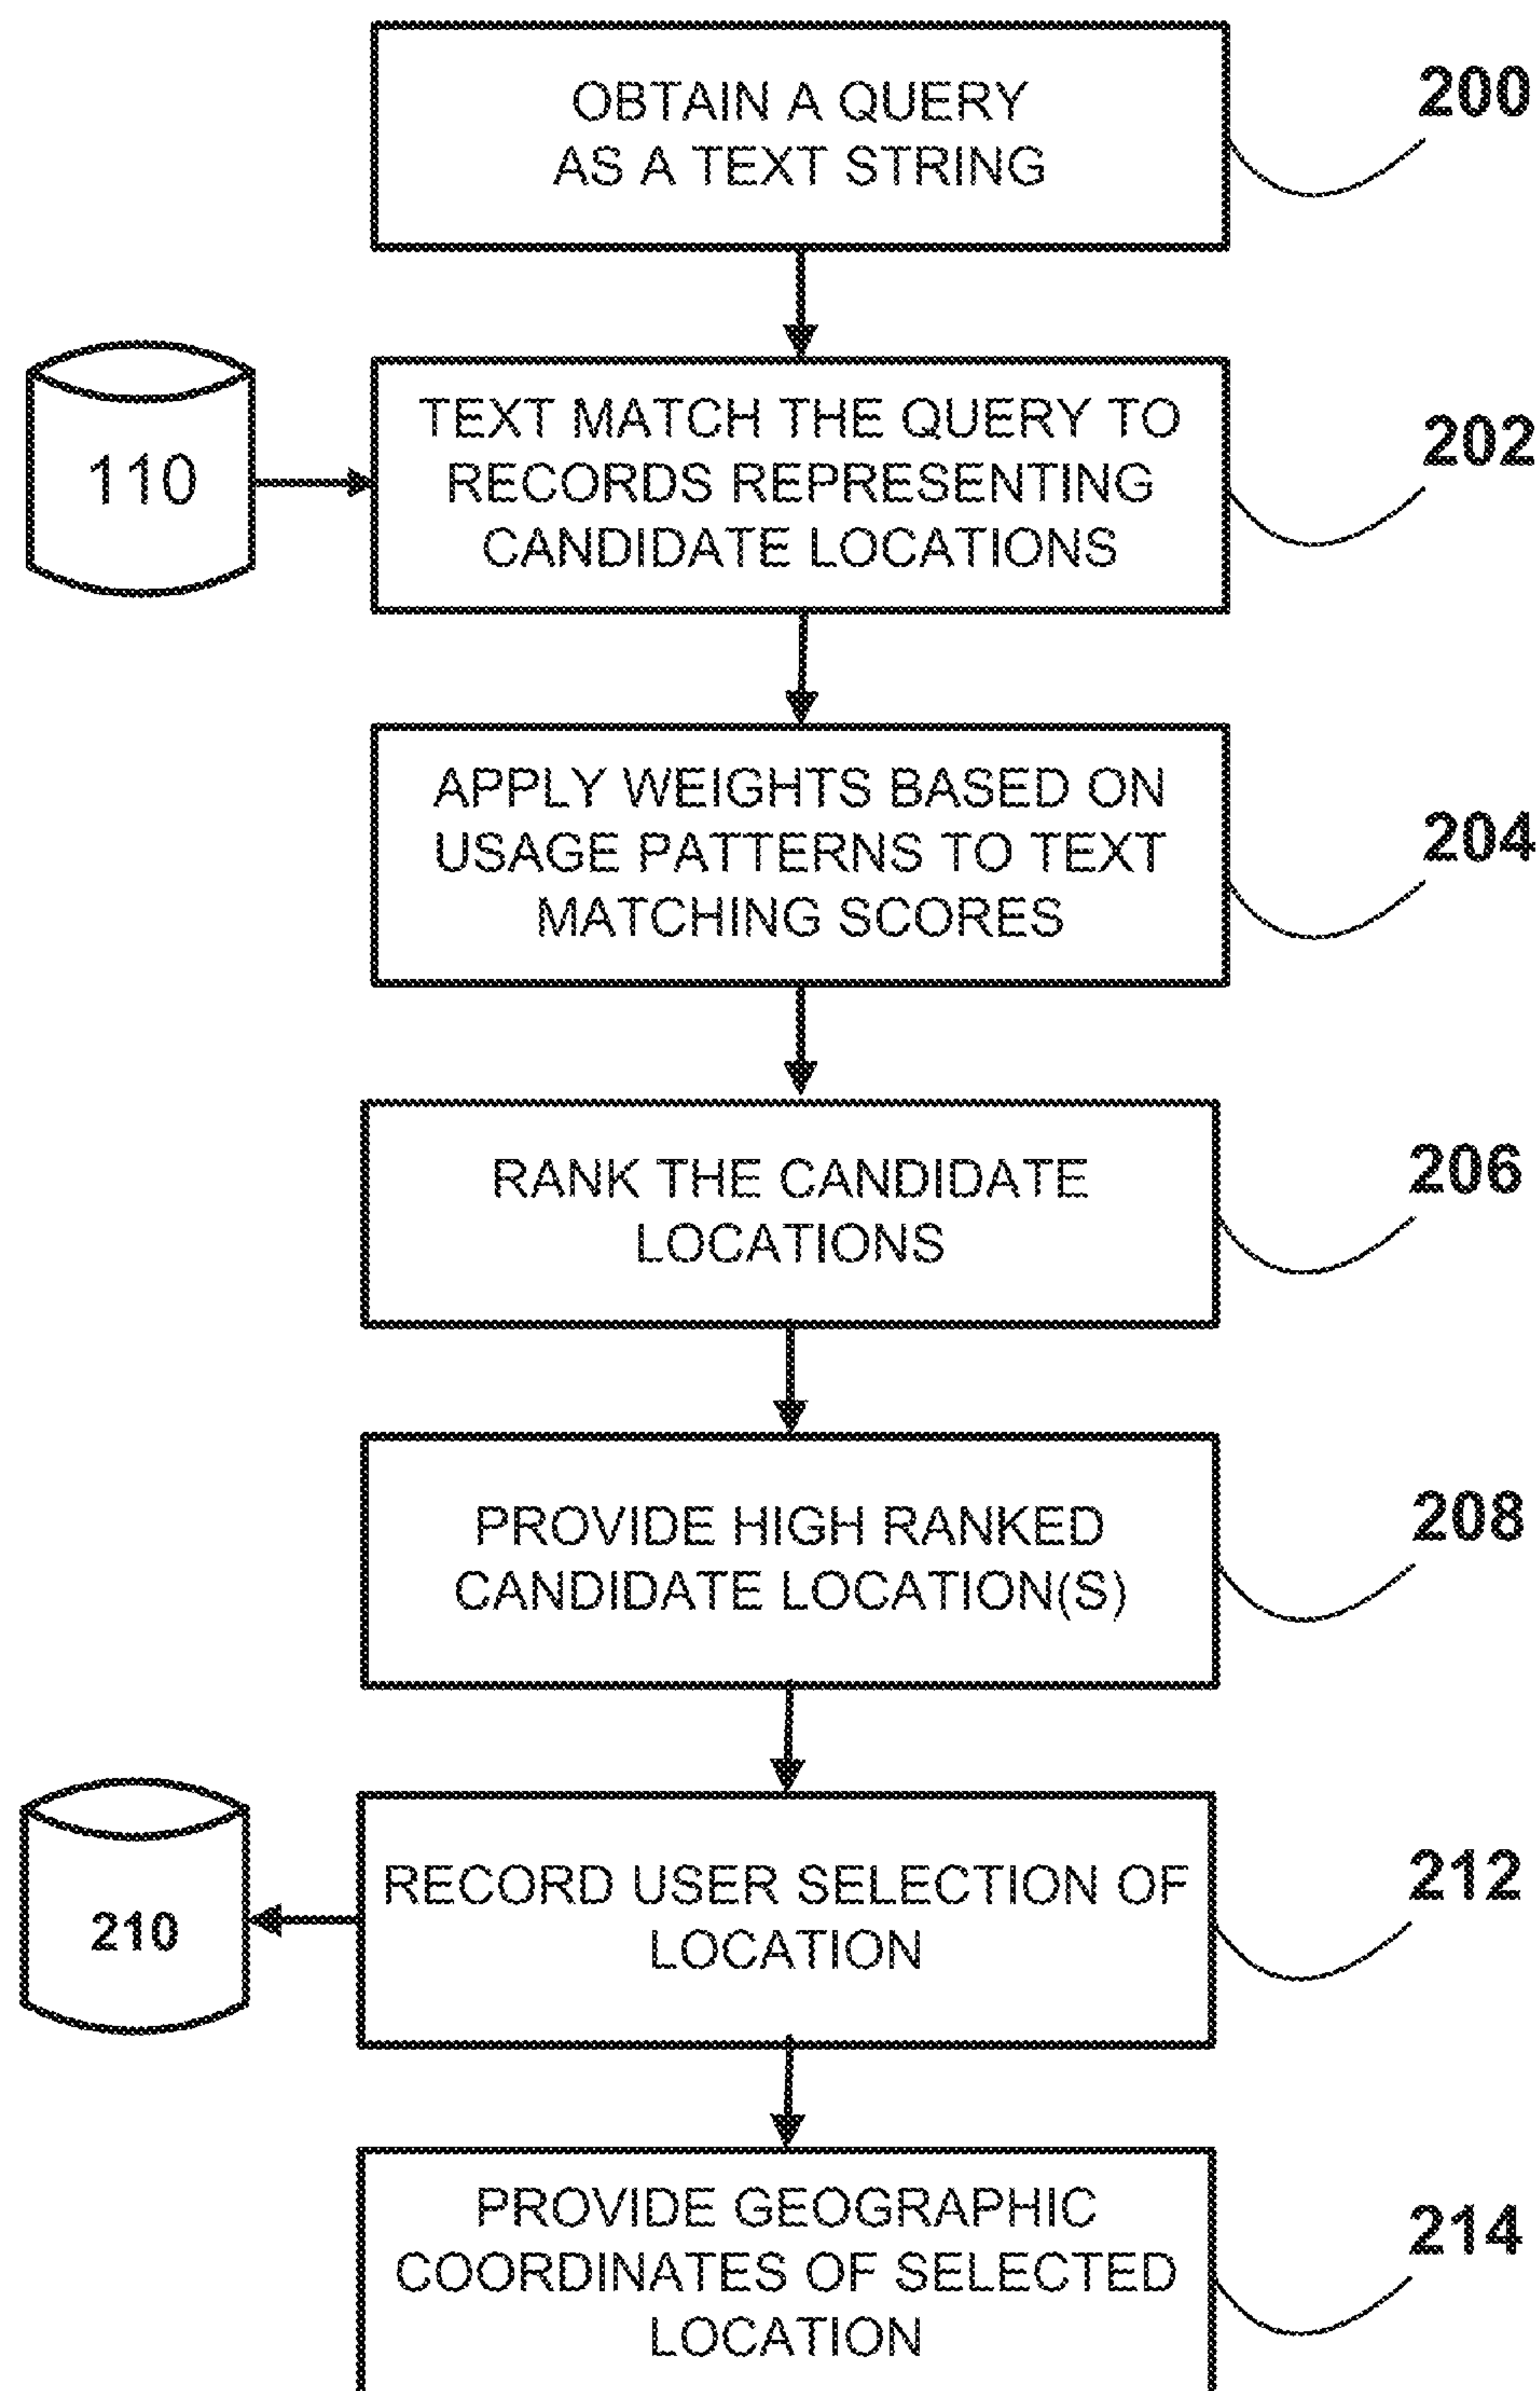 OBTAIN A QUERY
AS A TEXT STRING
200
110
TEXT MATCH THE QUERY TO
RECORDS REPRESENTING
CANDIDATE LOCATIONS
202
APPLY WEIGHTS BASED ON
USAGE PATTERNS TO TEXT
MATCHING SCORES
204
RANK THE CANDIDATE
LOCATIONS
206
PROVIDE HIGH RANKED
CANDIDATE LOCATION(S)
208
210
RECORD USER SELECTION OF
LOCATION
212
PROVIDE GEOGRAPHIC
COORDINATES OF SELECTED
LOCATION
214